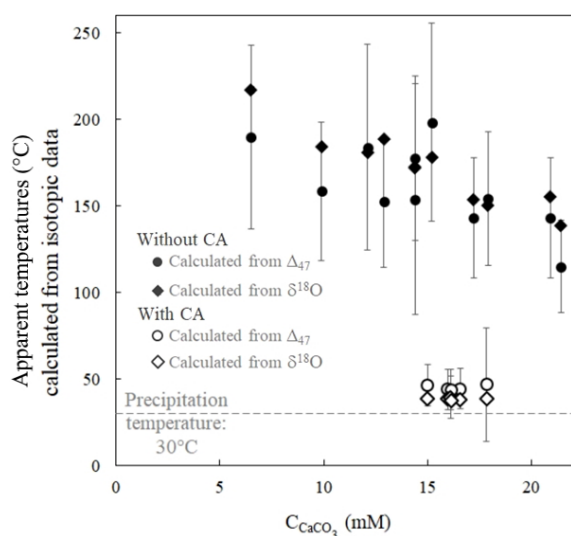 Apparent temperatures (°C)
calculated from isotopic data
250
200
150
100
50
0
Without CA
Calculated from Δ₄₇
Calculated from δ¹⁸O
With CA
Calculated from Δ₄₇
Calculated from δ¹⁸O
Precipitation
temperature:
30°C
0
5
10
15
20
C_CaCO₃ (mM)